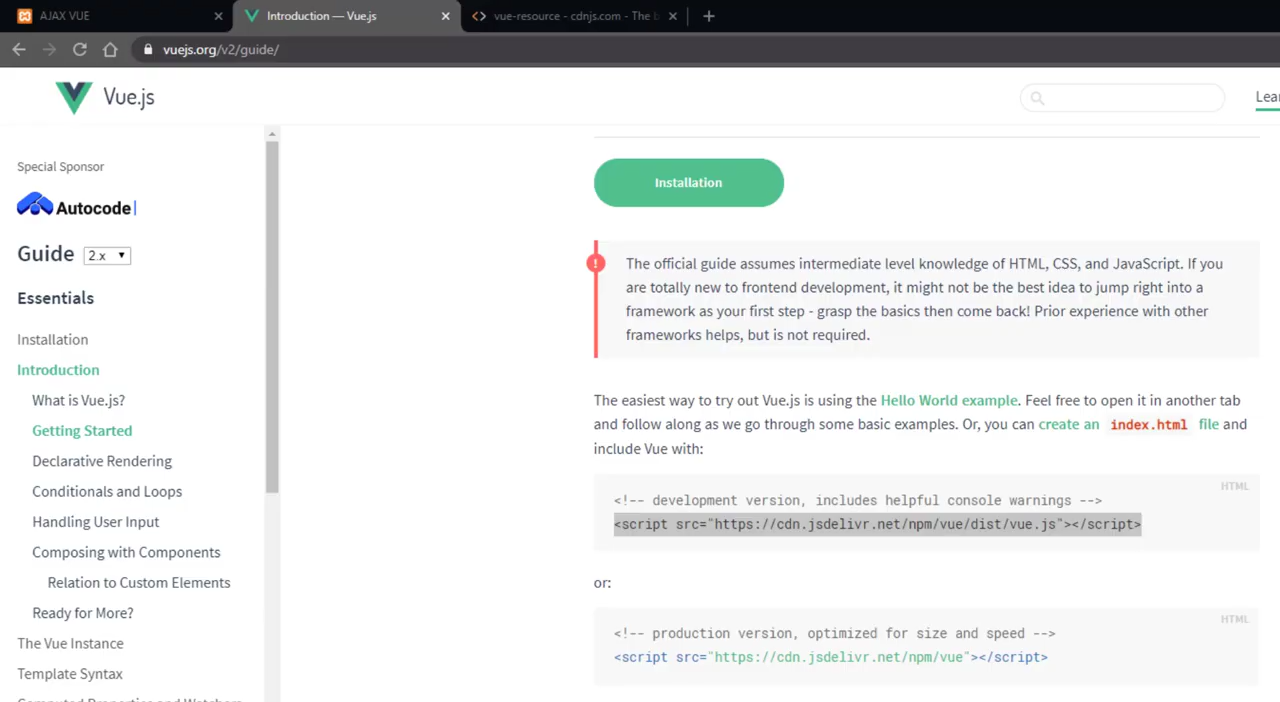 AJAX VUE
Introduction — Vue.js
vue-resource - cdnjs.com - The b
vuejs.org/v2/guide/
Vue.js
Lear
Special Sponsor
Autocode
Guide 2.x
Essentials
Installation
Introduction
What is Vue.js?
Getting Started
Declarative Rendering
Conditionals and Loops
Handling User Input
Composing with Components
Relation to Custom Elements
Ready for More?
The Vue Instance
Template Syntax
Computed Properties and Watchers
Installation
The official guide assumes intermediate level knowledge of HTML, CSS, and JavaScript. If you
are totally new to frontend development, it might not be the best idea to jump right into a
framework as your first step - grasp the basics then come back! Prior experience with other
frameworks helps, but is not required.
The easiest way to try out Vue.js is using the Hello World example. Feel free to open it in another tab
and follow along as we go through some basic examples. Or, you can create an index.html file and
include Vue with:
HTML
<!-- development version, includes helpful console warnings -->
<script src="https://cdn.jsdelivr.net/npm/vue/dist/vue.js"></script>
or:
HTML
<!-- production version, optimized for size and speed -->
<script src="https://cdn.jsdelivr.net/npm/vue"></script>